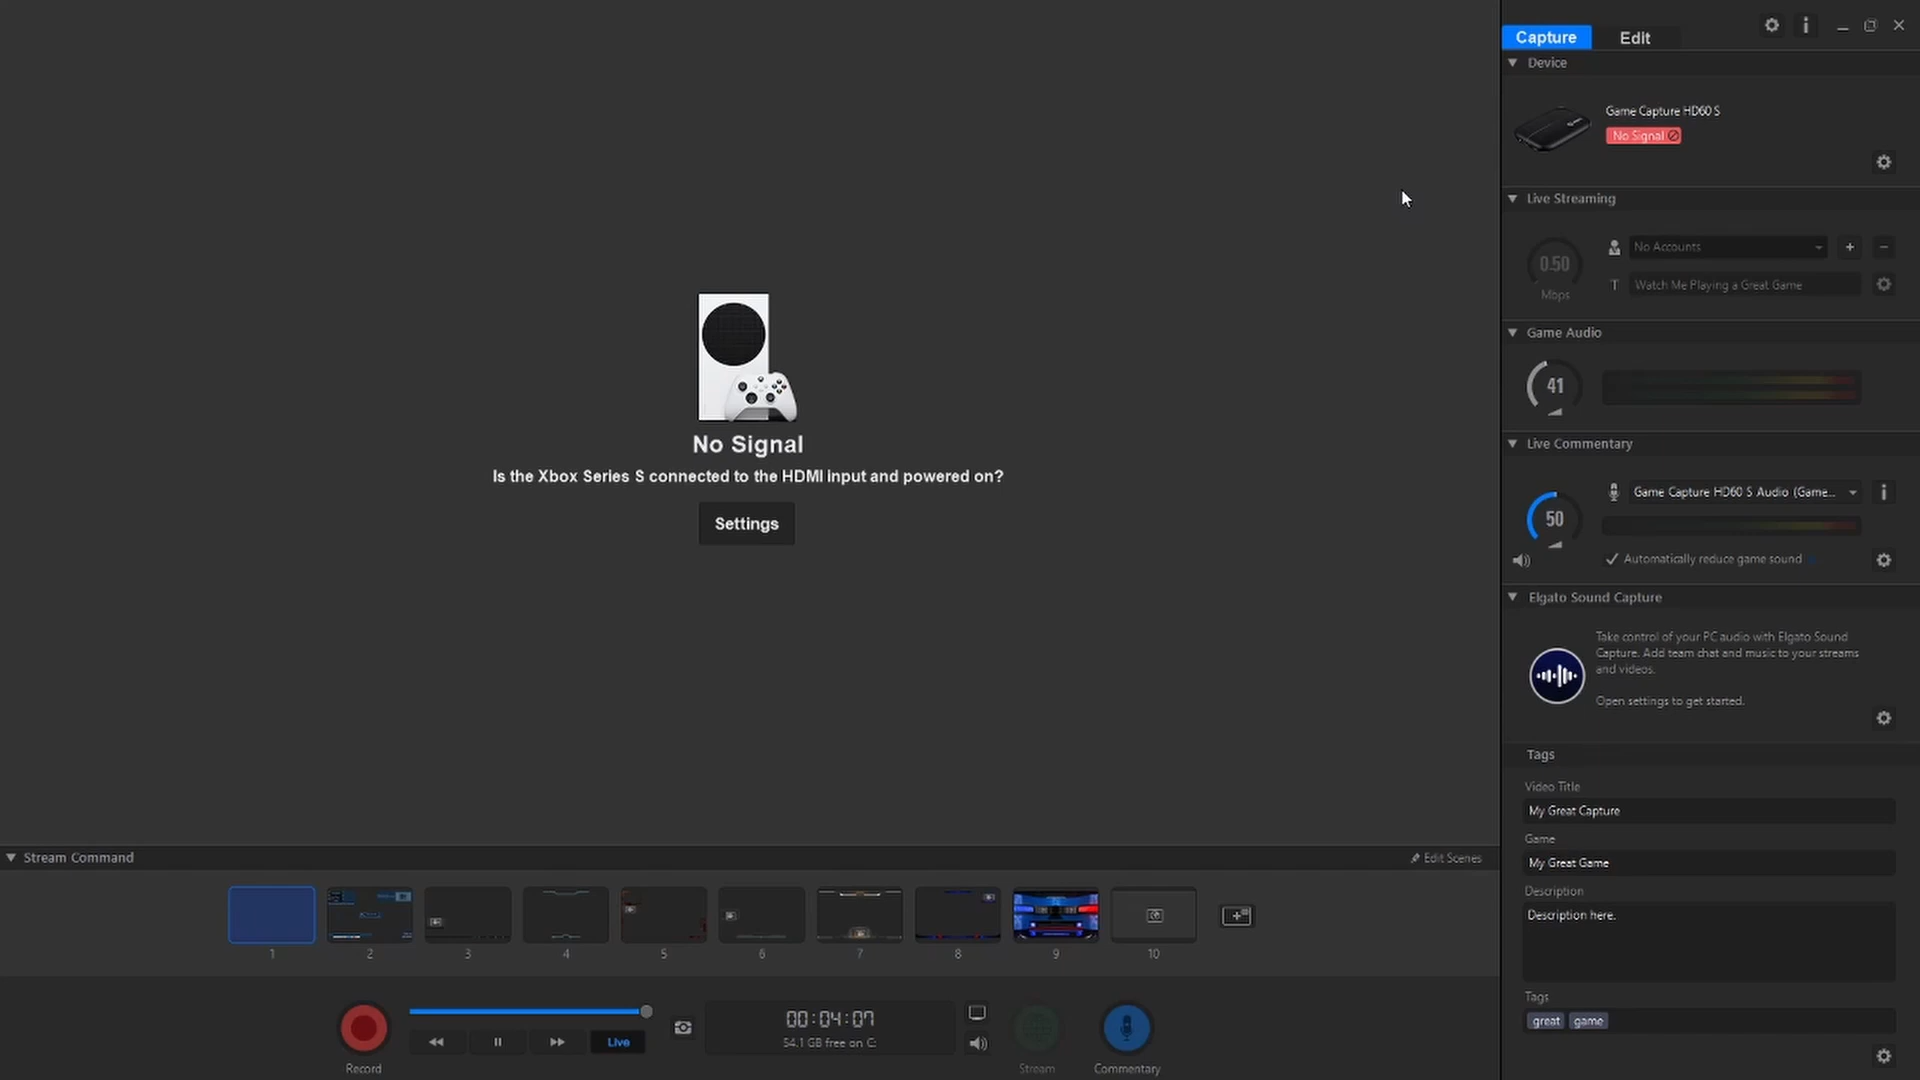 Capture
Edit
Device
Game Capture HD60 S
No Signal
Live Streaming
No Accounts
0.50
Mbps
T
Watch Me Playing a Great Game
Game Audio
41
Live Commentary
Game Capture HD60 S Audio (Game...
50
Automatically reduce game sound
Elgato Sound Capture
Take control of your PC audio with Elgato Sound
Capture. Add team chat and music to your streams
and videos.
Open settings to get started.
Tags
Video Title
My Great Capture
Game
My Great Game
Description
Description here.
Tags
great game
No Signal
Is the Xbox Series S connected to the HDMI input and powered on?
Settings
Stream Command
Edit Scenes
1 2 3 4 5 6 7 8 9 10
00:04:07
54.1 GB free on C:
Live
Record
Stream
Commentary